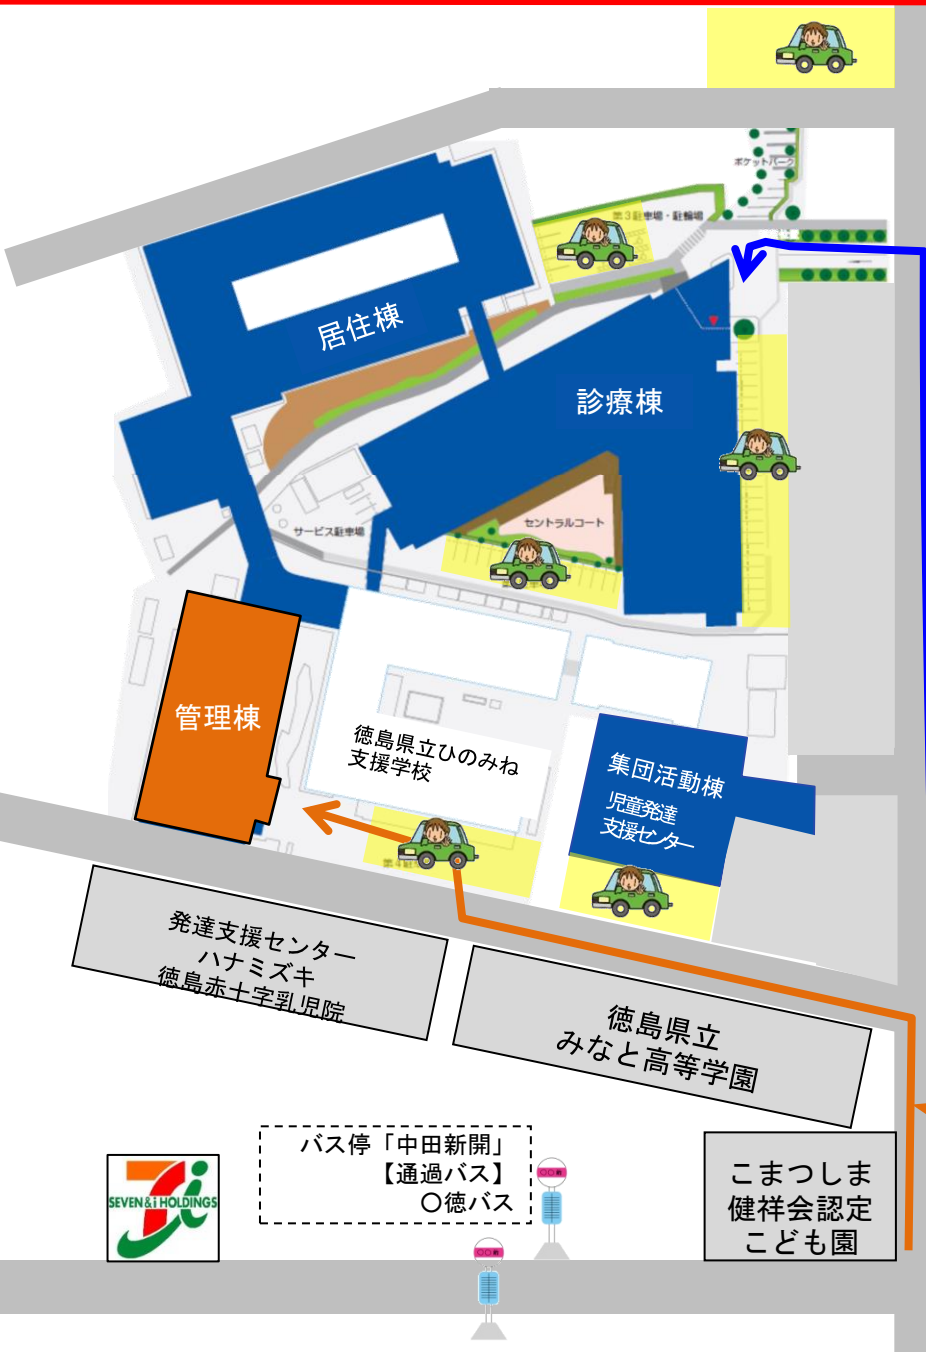 ポケットパーク
第3駐車場・駐輪場
居住棟
診療棟
セントラルコート
サービス駐車場
管理棟
徳島県立ひのみね
支援学校
集団活動棟
児童発達
支援センター
第4駐
発達支援センター
ハナミズキ
徳島赤十字乳児院
徳島県立
みなと高等学園
バス停「中田新開」
【通過バス】
〇徳バス
SEVEN&i HOLDINGS
こまつしま
健祥会認定
こども園